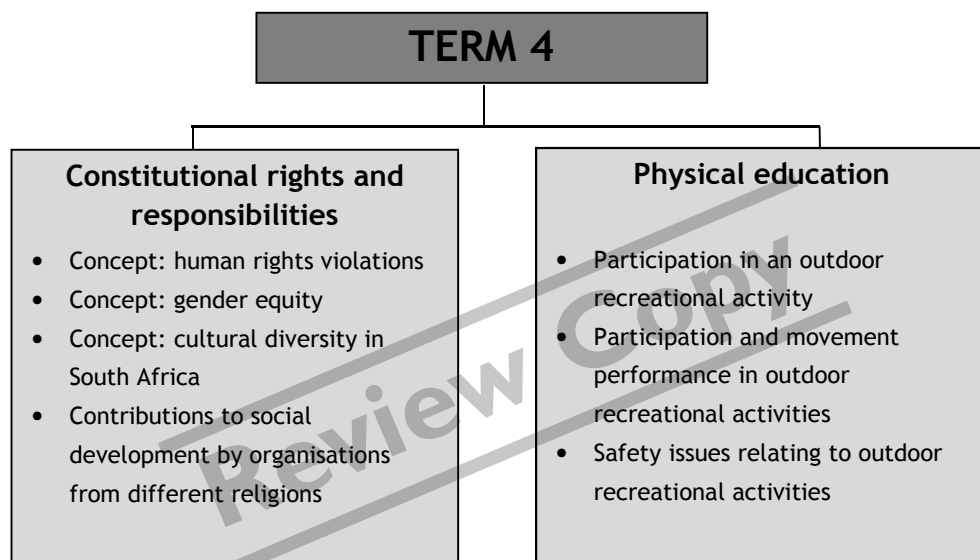 TERM 4
Constitutional rights and
responsibilities
• Concept: human rights violations
• Concept: gender equity
• Concept: cultural diversity in
South Africa
• Contributions to social
development by organisations
from different religions
Physical education
• Participation in an outdoor
recreational activity
• Participation and movement
performance in outdoor
recreational activities
• Safety issues relating to outdoor
recreational activities
Review Copy